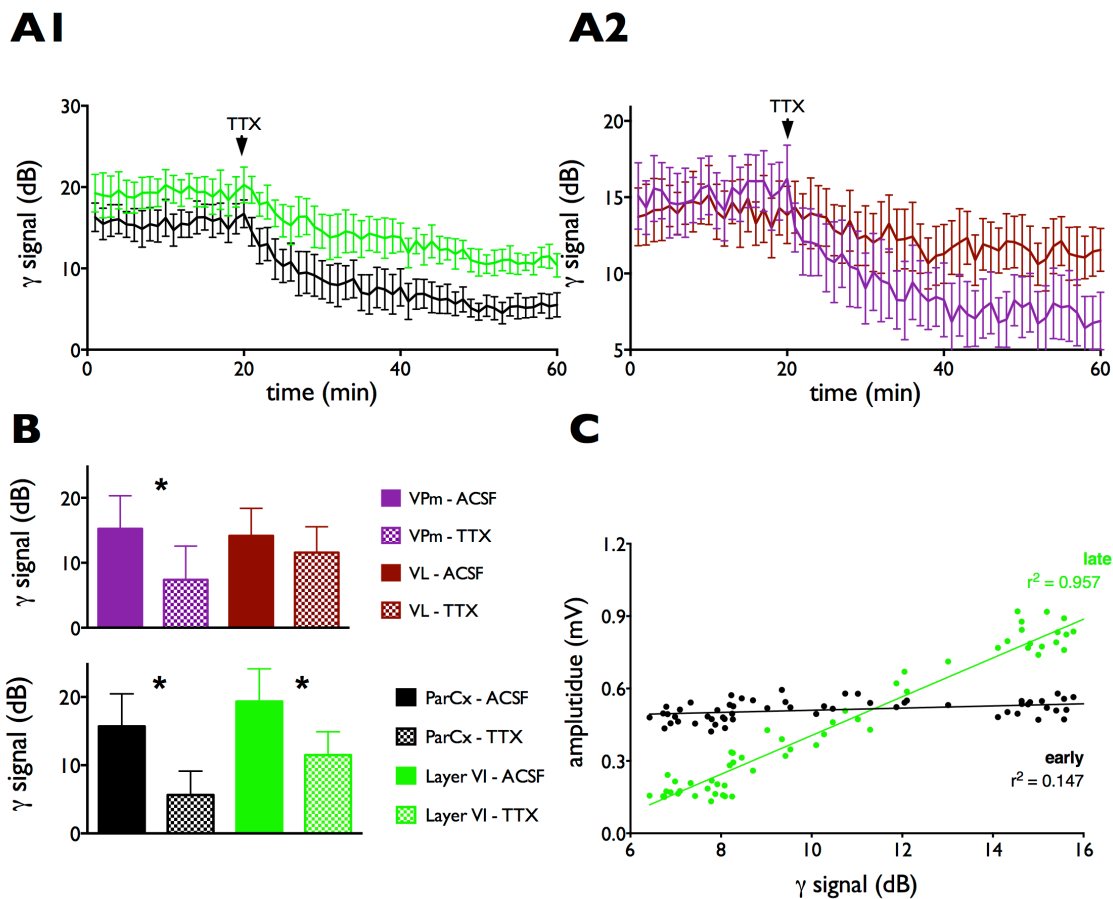 A1
A2
TTX
γ signal (dB)
30
20
10
0
0
20
40
60
time (min)
TTX
γ signal (dB)
20
15
10
5
0
20
40
60
time (min)
B
γ signal (dB)
20
10
0
*
VPm - ACSF
VPm - TTX
VL - ACSF
VL - TTX
γ signal (dB)
20
10
0
*
*
ParCx - ACSF
ParCx - TTX
Layer VI - ACSF
Layer VI - TTX
C
amplutidue (mV)
1.2
0.9
0.6
0.3
0.0
late
r² = 0.957
early
r² = 0.147
6
8
10
12
14
16
γ signal (dB)